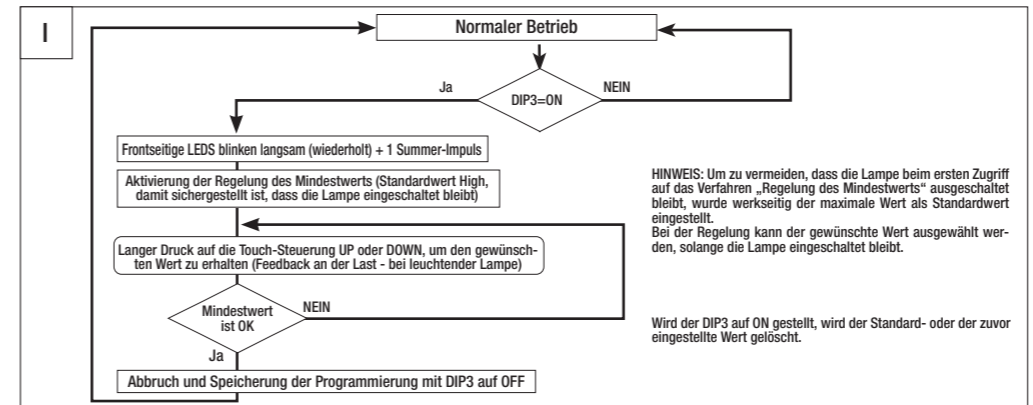 I
Normaler Betrieb
Ja
DIP3=ON
NEIN
Frontseitige LEDS blinken langsam (wiederholt) + 1 Summer-Impuls
Aktivierung der Regelung des Mindestwerts (Standardwert High,
damit sichergestellt ist, dass die Lampe eingeschaltet bleibt)
Langer Druck auf die Touch-Steuerung UP oder DOWN, um den gewünsch-
ten Wert zu erhalten (Feedback an der Last - bei leuchtender Lampe)
Mindestwert
ist OK
NEIN
Ja
Abbruch und Speicherung der Programmierung mit DIP3 auf OFF
HINWEIS: Um zu vermeiden, dass die Lampe beim ersten Zugriff
auf das Verfahren „Regelung des Mindestwerts“ ausgeschaltet
bleibt, wurde werkseitig der maximale Wert als Standardwert
eingestellt.
Bei der Regelung kann der gewünschte Wert ausgewählt wer-
den, solange die Lampe eingeschaltet bleibt.
Wird der DIP3 auf ON gestellt, wird der Standard- oder der zuvor
eingestellte Wert gelöscht.